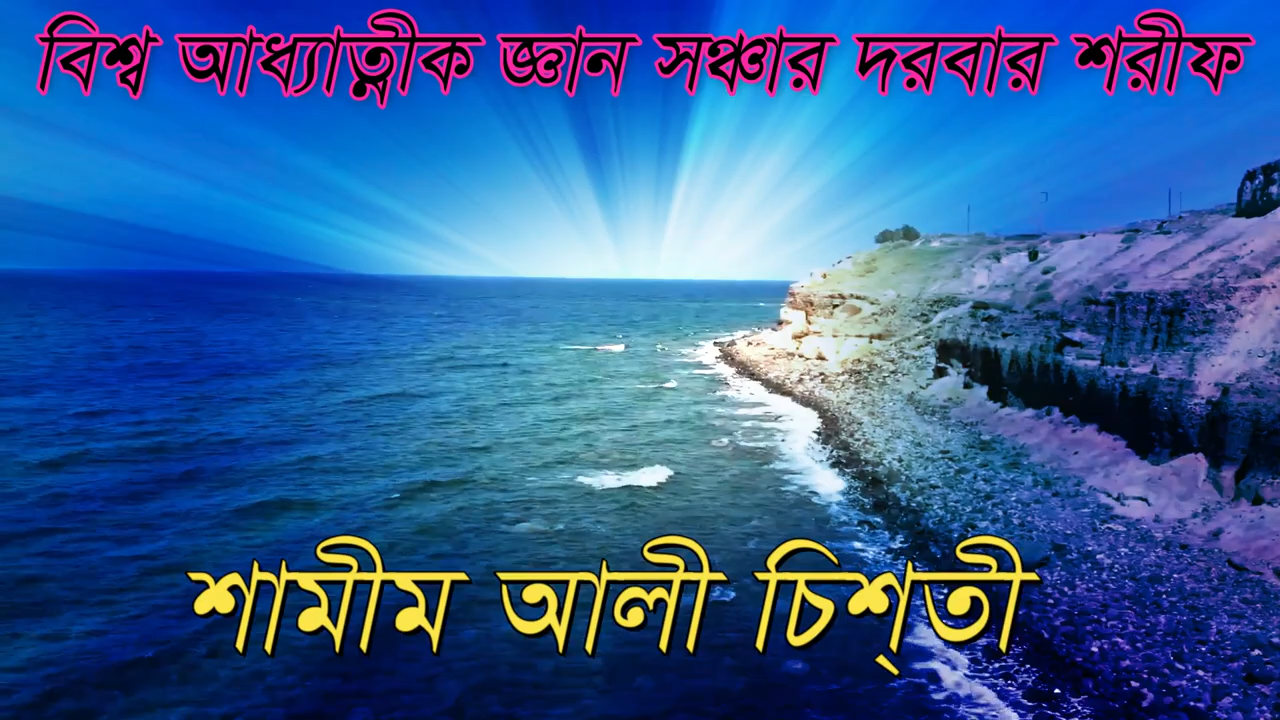 বিশ্ব আধ্যাত্নীক জ্ঞান সঞ্চার দরবার শরীফ
শামীম আলী চিশ্‌তী